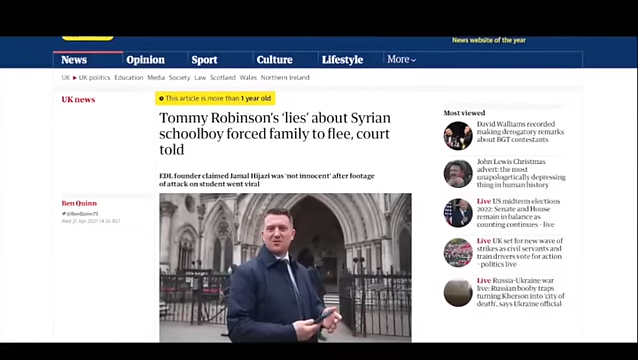 News website of the year
News
Opinion
Sport
Culture
Lifestyle
More
UK
UK politics
Education
Media
Society
Law
Scotland
Wales
Northern Ireland
UK news
This article is more than 1 year old
Tommy Robinson's ‘lies’ about Syrian
schoolboy forced family to flee, court
told
EDL founder claimed Jamal Hijazi was ‘not innocent’ after footage
of attack on student went viral
Ben Quinn
@BenQuinn75
Wed 21 Apr 2021
Most viewed
David Walliams recorded
making derogatory remarks
about BGT contestants
John Lewis Christmas
advert: the most
unapologetically depressing
thing in human history
Live US midterm elections
2022: Senate and House
remain in balance as
counting continues – live
Live UK set for new wave of
strikes as civil servants and
train drivers vote for action
– politics live
Live Russia-Ukraine war
live: Russian booby traps
turning Kherson into ‘city of
death’, says Ukraine official